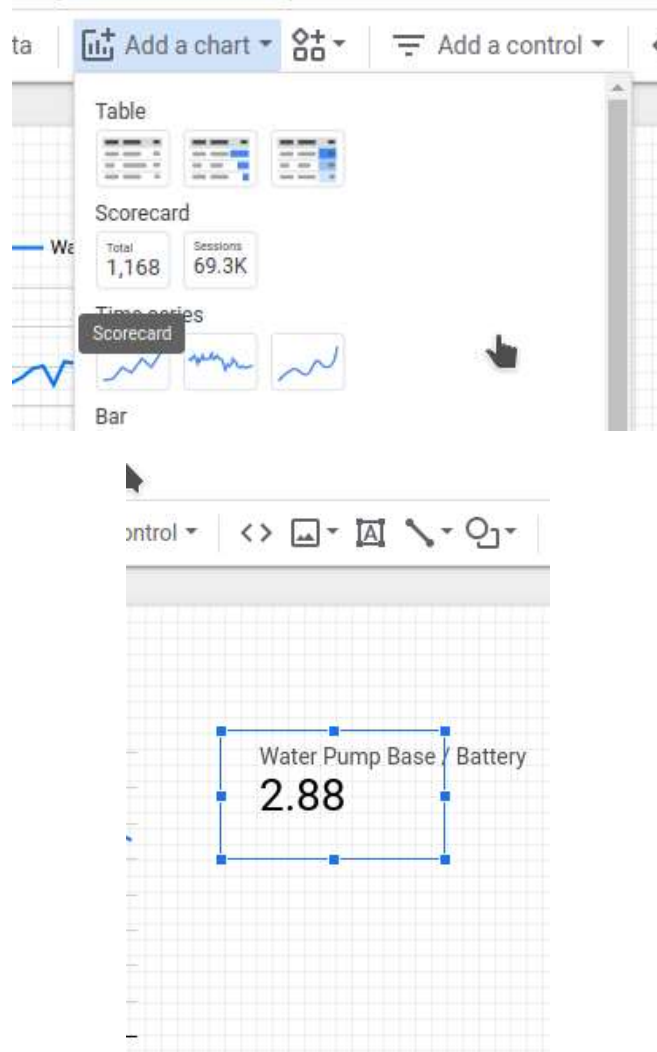 ta Add a chart Add a control
Table
Scorecard
Wa
Total
1,168
Sessions
69.3K
Time series
Scorecard
Bar
ontrol
A
Water Pump Base / Battery
2.88